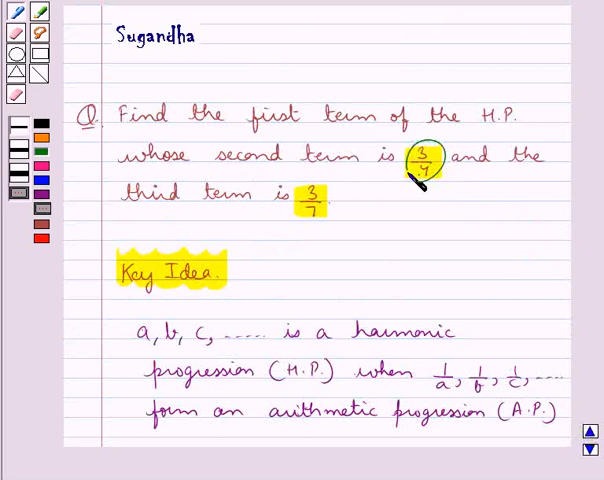 Sugandha
Q. Find the first term of the H.P.
whose second term is 3/4 and the
third term is 3/7.
Key Idea.
a, b, c, ...... is a harmonic
progression (H.P.) when 1/a, 1/b, 1/c, ....
form an arithmetic progression (A.P.)